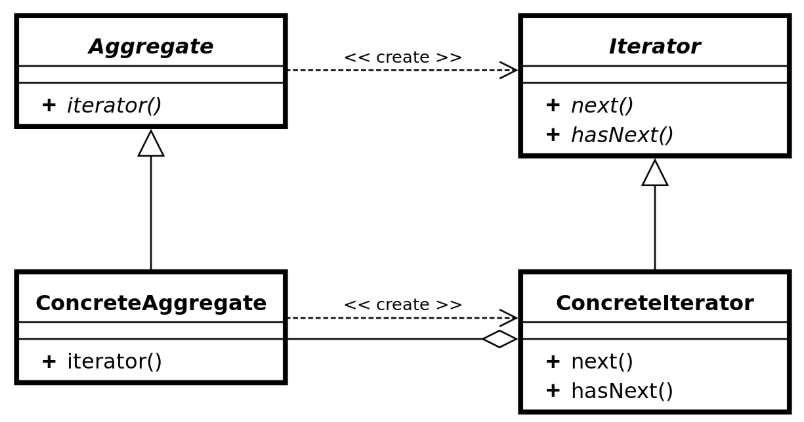 Aggregate
<< create >>
Iterator
+ iterator()
+ next()
+ hasNext()
ConcreteAggregate
<< create >>
ConcreteIterator
+ iterator()
+ next()
+ hasNext()